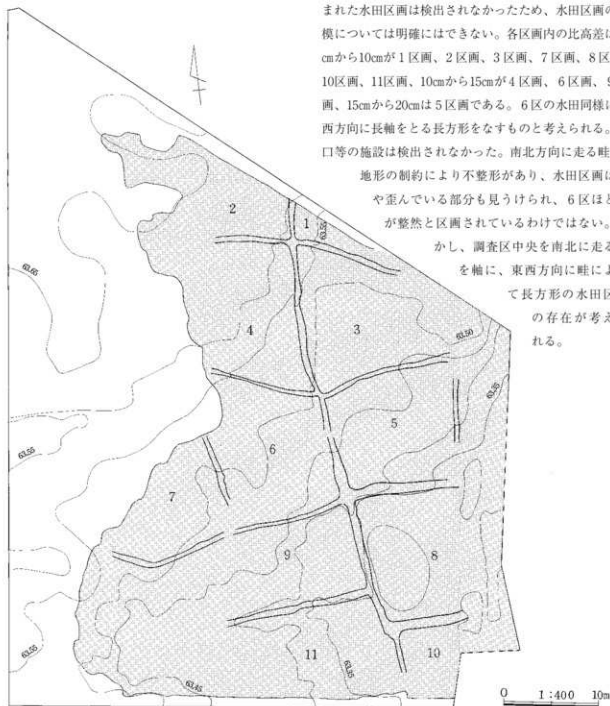 まれた水田区画は検出されなかったため、水田区画の
模については明確にはできない。各区画内の比高差は
cmから10cmが1区画、2区画、3区画、7区画、8区
10区画、11区画、10cmから15cmが4区画、6区画、9
画、15cmから20cmは5区画である。6区の水田同様に
西方向に長軸をとる長方形をなすものと考えられる。
口等の施設は検出されなかった。南北方向に走る畦
地形の制約により不整形があり、水田区画に
や歪んでいる部分も見うけられ、6区ほど
が整然と区画されているわけではない。
かし、調査区中央を南北に走る
を軸に、東西方向に畦によ
て長方形の水田区
の存在が考え
れる。
2
1
63.55
63.65
4
3
63.50
63.35
5
6
63.55
7
9
8
11
63.35
10
63.55
63.45
0 1:400 10m